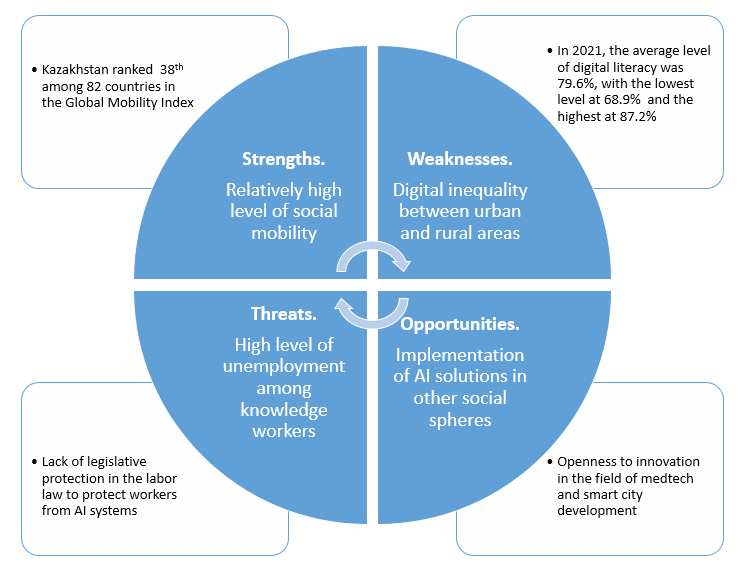 • Kazakhstan ranked 38th
among 82 countries in
the Global Mobility Index
• In 2021, the average level
of digital literacy was
79.6%, with the lowest
level at 68.9% and the
highest at 87.2%
Strengths.
Relatively high
level of social
mobility
Weaknesses.
Digital inequality
between urban
and rural areas
Threats.
High level of
unemployment
among
knowledge
workers
Opportunities.
Implementation
of AI solutions in
other social
spheres
• Lack of legislative
protection in the labor
law to protect workers
from AI systems
• Openness to innovation
in the field of medtech
and smart city
development